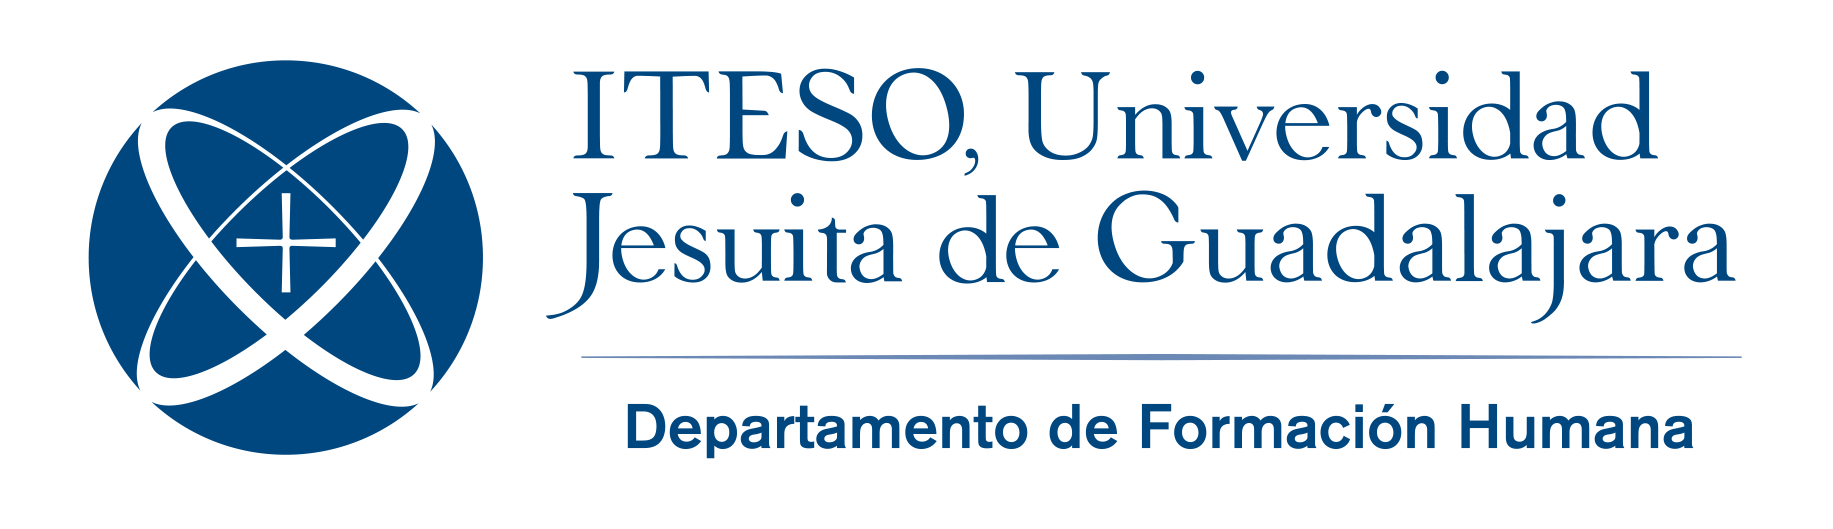 ITESO, Universidad
Jesuita de Guadalajara
Departamento de Formación Humana